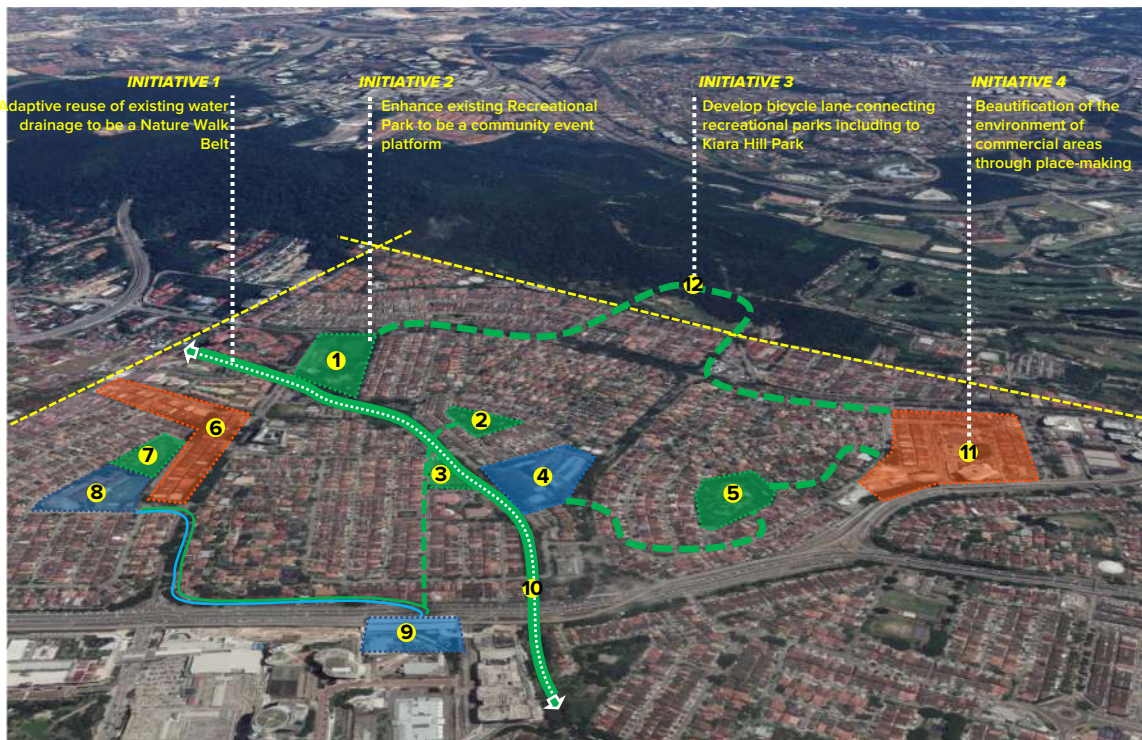 INITIATIVE 1
Adaptive reuse of existing water
drainage to be a Nature Walk
Belt
INITIATIVE 2
Enhance existing Recreational
Park to be a community event
platform
INITIATIVE 3
Develop bicycle lane connecting
recreational parks including to
Kiara Hill Park
INITIATIVE 4
Beautification of the
environment of
commercial areas
through place-making
12
1
2
6
7
3
4
11
8
5
10
9